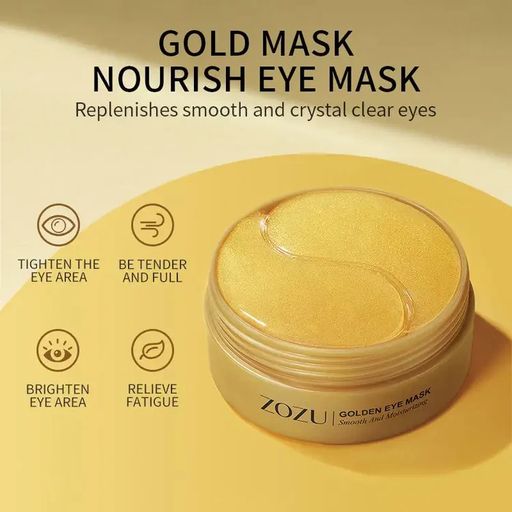 GOLD MASK
NOURISH EYE MASK
Replenishes smooth and crystal clear eyes
TIGHTEN THE
EYE AREA
BE TENDER
AND FULL
BRIGHTEN
EYE AREA
RELIEVE
FATIGUE
ZOZU | GOLDEN EYE MASK
Smooth And Moisturizing